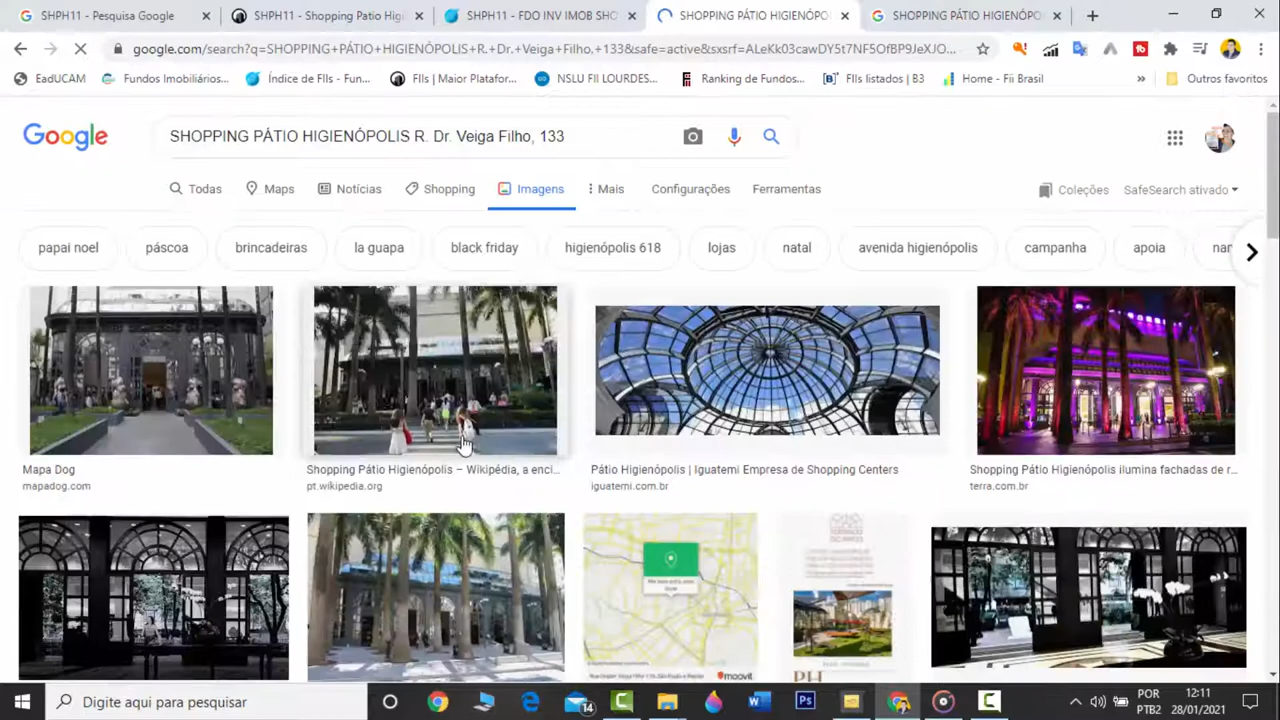 SHPH11 - Pesquisa Google
SHPH11 - Shopping Patio Higi
SHPH11 - FDO INV IMOB SHO
SHOPPING PÁTIO HIGIENÓPO
SHOPPING PÁTIO HIGIENÓPO
google.com/search?q=SHOPPING+PÁTIO+HIGIENÓPOLIS+R.+Dr.+Veiga+Filho,+133&safe=active&sxsrf=ALeKk03cawDY5t7NF5OfBP9JeXJO...
EadUCAM
Fundos Imobiliários...
Índice de FIIs - Fun...
FIIs | Maior Platafor...
NSLU FII LOURDES...
Ranking de Fundos...
FIIs listados | B3
Home - Fii Brasil
»
Outros favoritos
Google
SHOPPING PÁTIO HIGIENÓPOLIS R. Dr. Veiga Filho, 133
Todas
Maps
Notícias
Shopping
Imagens
Mais
Configurações
Ferramentas
Coleções
SafeSearch ativado
papai noel
páscoa
brincadeiras
la guapa
black friday
higienópolis 618
lojas
natal
avenida higienópolis
campanha
apoia
nar
Mapa Dog
mapadog.com
Shopping Pátio Higienópolis – Wikipédia, a enci...
pt.wikipedia.org
Pátio Higienópolis | Iguatemi Empresa de Shopping Centers
iguatemi.com.br
Shopping Pátio Higienópolis ilumina fachadas de r...
terra.com.br
moovit
PH
Digite aqui para pesquisar
14
POR
PTB2
12:11
28/01/2021